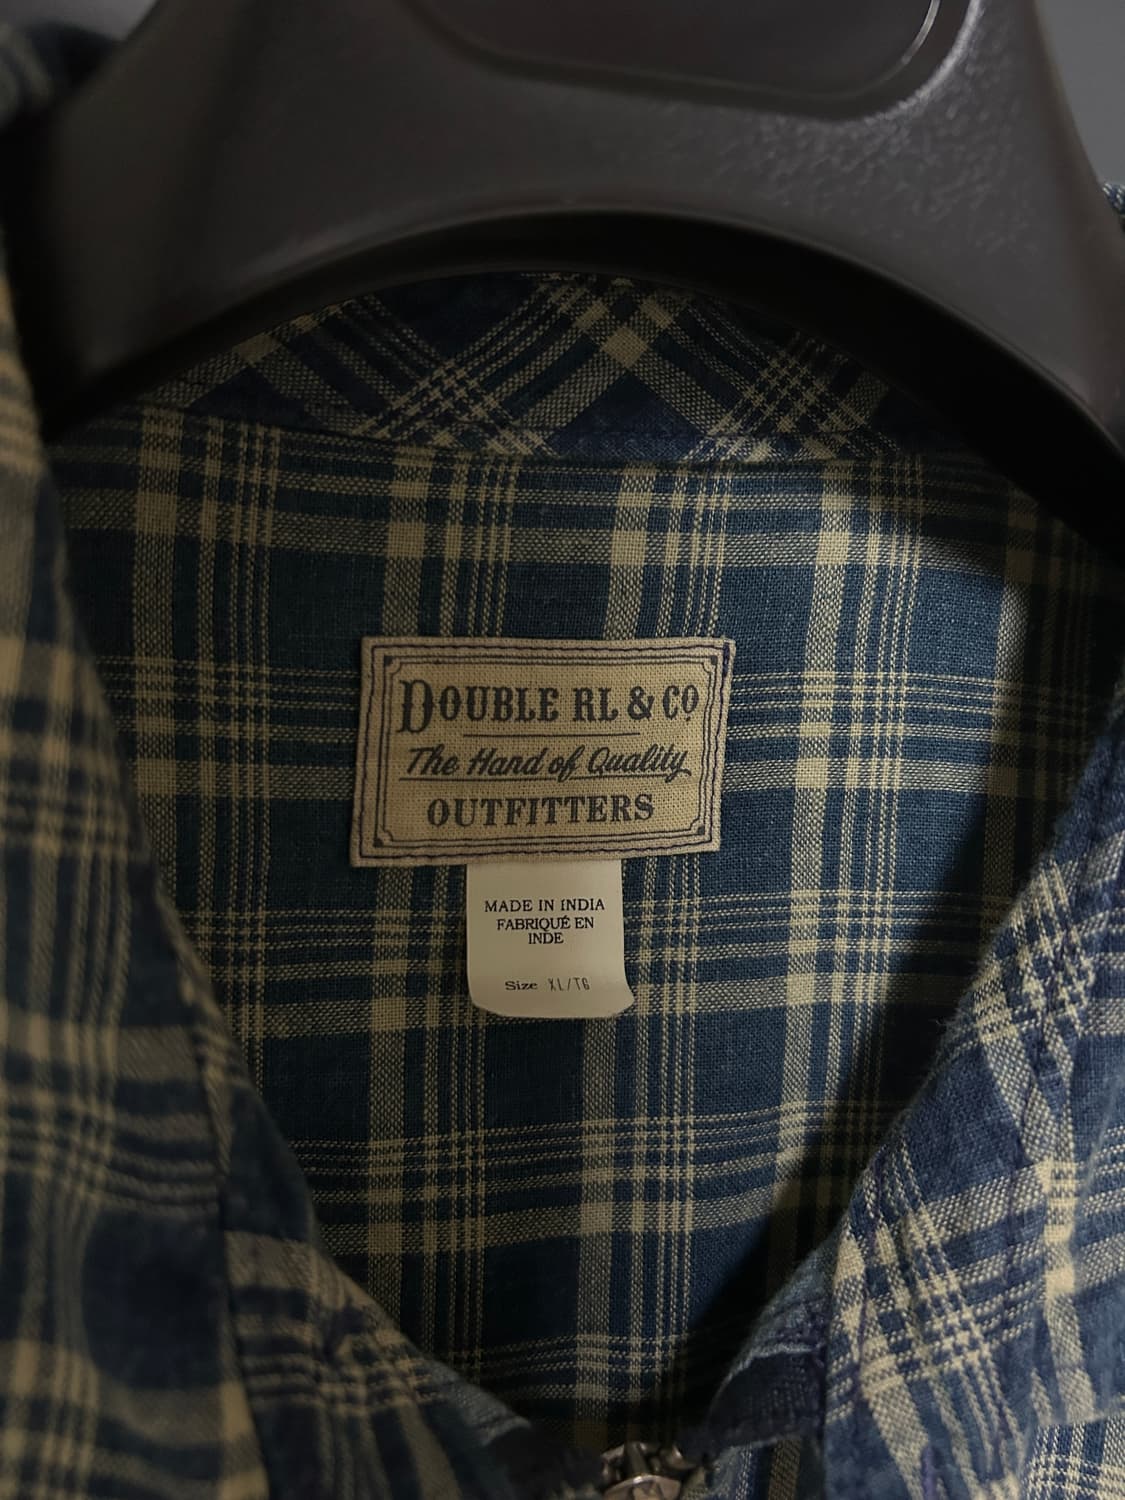 DOUBLE RL & CO
The Hand of Quality
OUTFITTERS
MADE IN INDIA
FABRIQUÉ EN
INDE
Size XL/TG